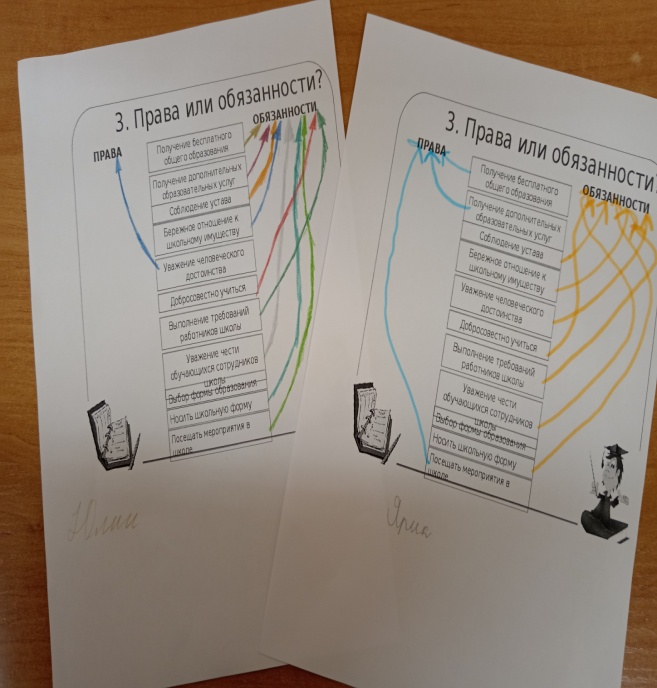 3. Права или обязанности?
ПРАВА
ОБЯЗАННОСТИ
Получение бесплатного
общего образования
Получение дополнительных
образовательных услуг
Соблюдение устава
Бережное отношение к
школьному имуществу
Уважение человеческого
достоинства
Добросовестно учиться
Выполнение требований
работников школы
Уважение чести
обучающихся сотрудников
школы
Выбор формы образования
Носить школьную форму
Посещать мероприятия в
школе
Юлии
3. Права или обязанности?
ПРАВА
ОБЯЗАННОСТИ
Получение бесплатного
общего образования
Получение дополнительных
образовательных услуг
Соблюдение устава
Бережное отношение к
школьному имуществу
Уважение человеческого
достоинства
Добросовестно учиться
Выполнение требований
работников школы
Уважение чести
обучающихся сотрудников
школы
Выбор формы образования
Носить школьную форму
Посещать мероприятия в
школе
Ярик